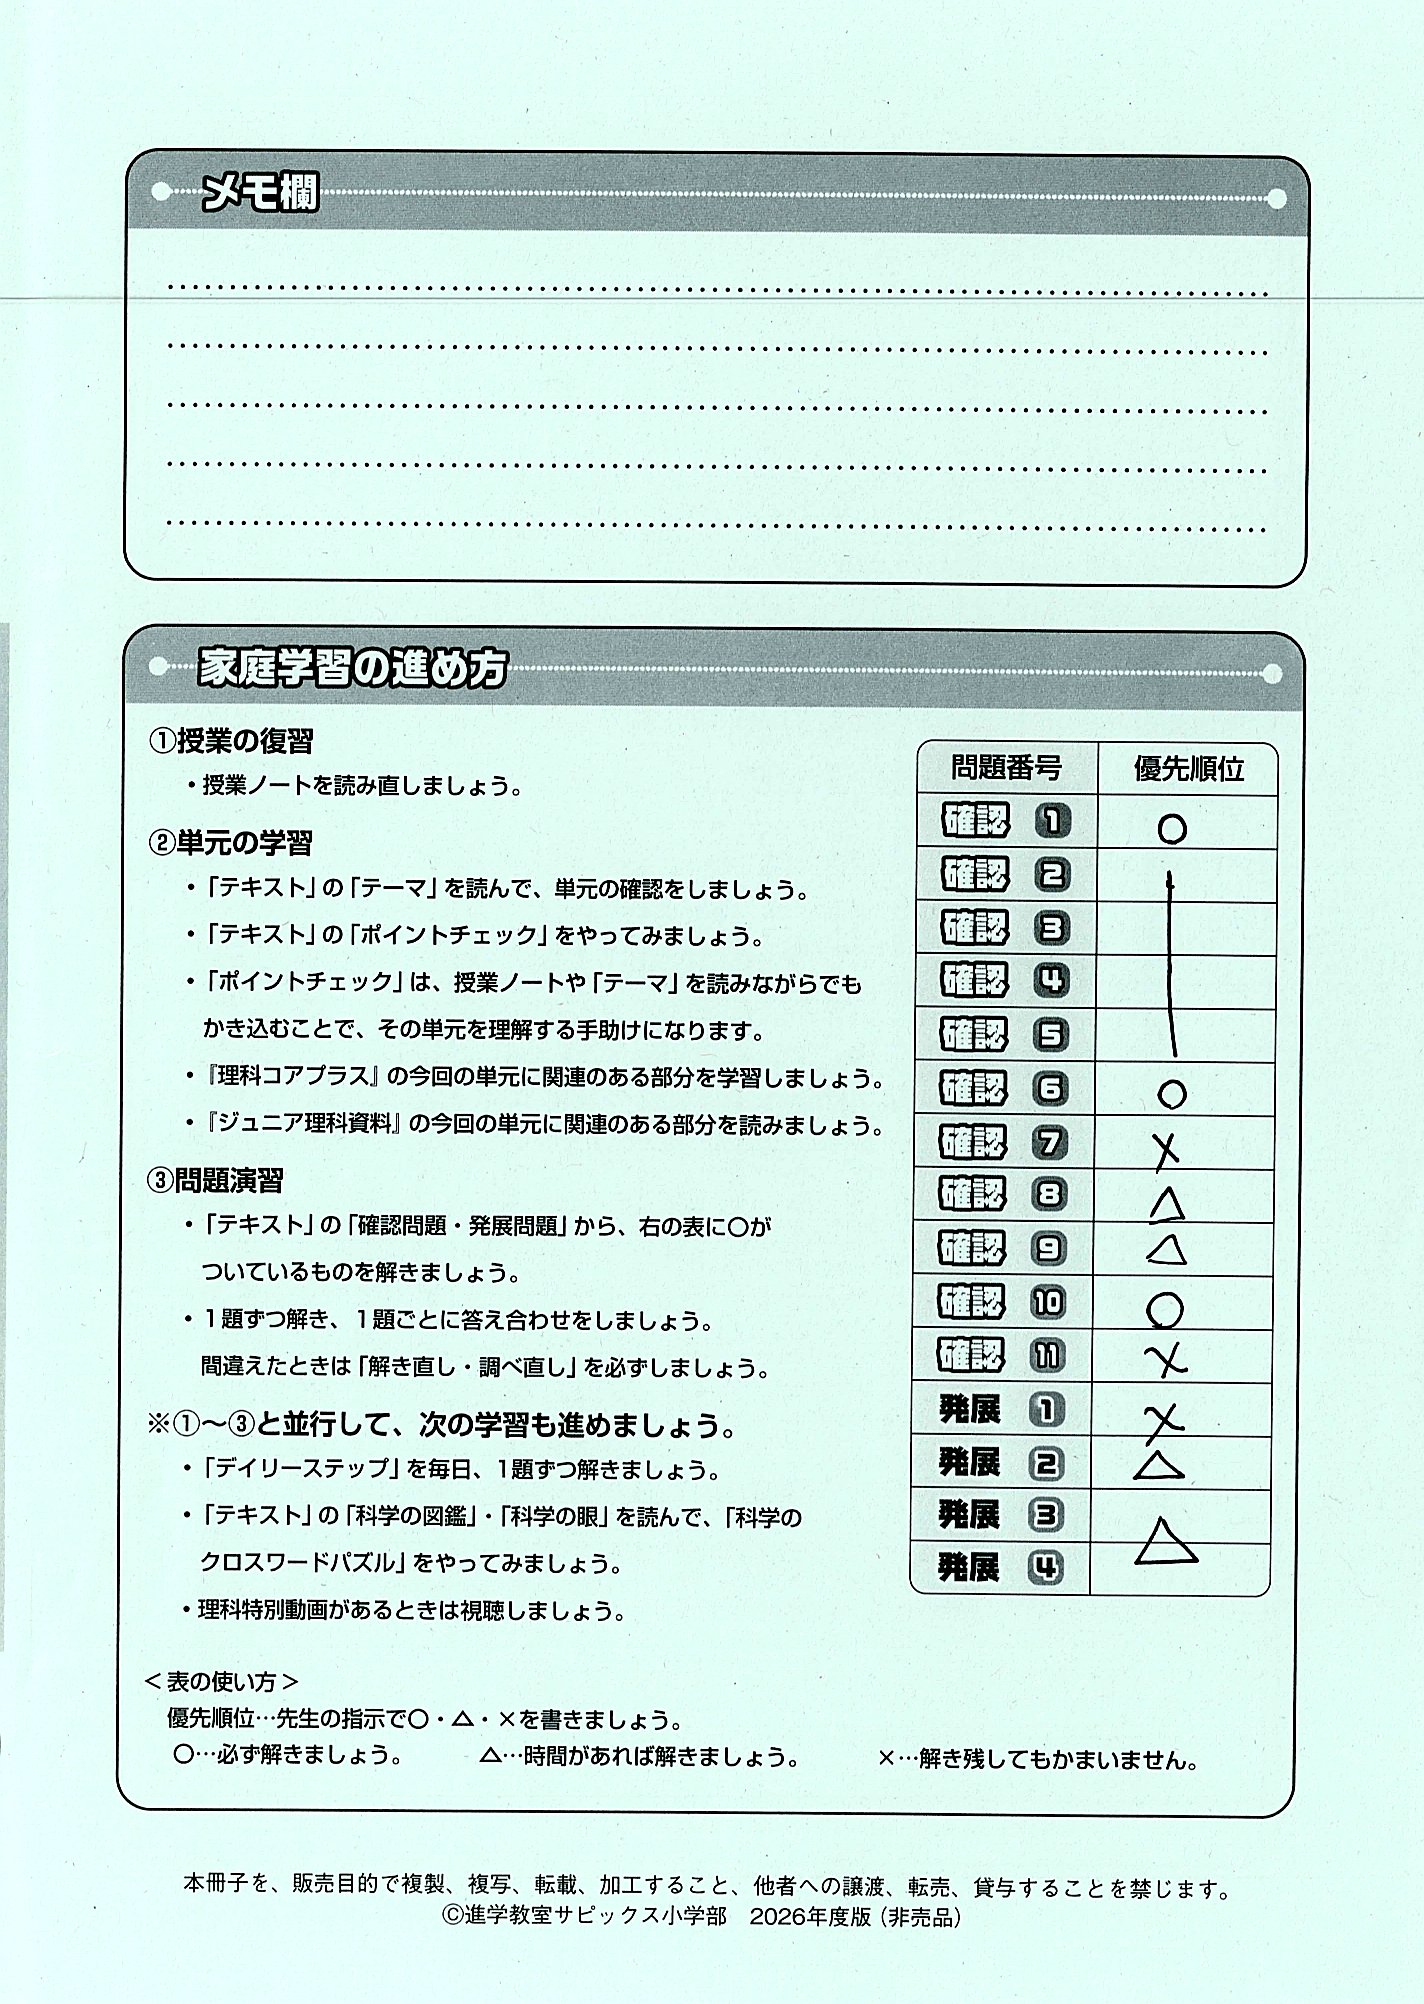 メモ欄
家庭学習の進め方
①授業の復習
・授業ノートを読み直しましょう。
②単元の学習
・「テキスト」の「テーマ」を読んで、単元の確認をしましょう。
・「テキスト」の「ポイントチェック」をやってみましょう。
・「ポイントチェック」は、授業ノートや「テーマ」を読みながらでも
かき込むことで、その単元を理解する手助けになります。
・『理科コアプラス』の今回の単元に関連のある部分を学習しましょう。
・『ジュニア理科資料』の今回の単元に関連のある部分を読みましょう。
③問題演習
・「テキスト」の「確認問題・発展問題」から、右の表に〇が
ついているものを解きましょう。
・１題ずつ解き、１題ごとに答え合わせをしましょう。
間違えたときは「解き直し・調べ直し」を必ずしましょう。
※①～③と並行して、次の学習も進めましょう。
・「デイリーステップ」を毎日、1題ずつ解きましょう。
・「テキスト」の「科学の図鑑」・「科学の眼」を読んで、「科学の
クロスワードパズル」をやってみましょう。
・理科特別動画があるときは視聴しましょう。
問題番号 優先順位
確認 1 〇
確認 2 |
確認 3
確認 4
確認 5
確認 6 〇
確認 7 ×
確認 8 △
確認 9 △
確認 10 〇
確認 11 ×
発展 1 ×
発展 2 △
発展 3 △
発展 4
＜表の使い方＞
優先順位…先生の指示で〇・△・×を書きましょう。
〇…必ず解きましょう。 △…時間があれば解きましょう。 ×…解き残してもかまいません。
本冊子を、販売目的で複製、複写、転載、加工すること、他者への譲渡、転売、貸与することを禁じます。
©進学教室サピックス小学部 2026年度版（非売品）